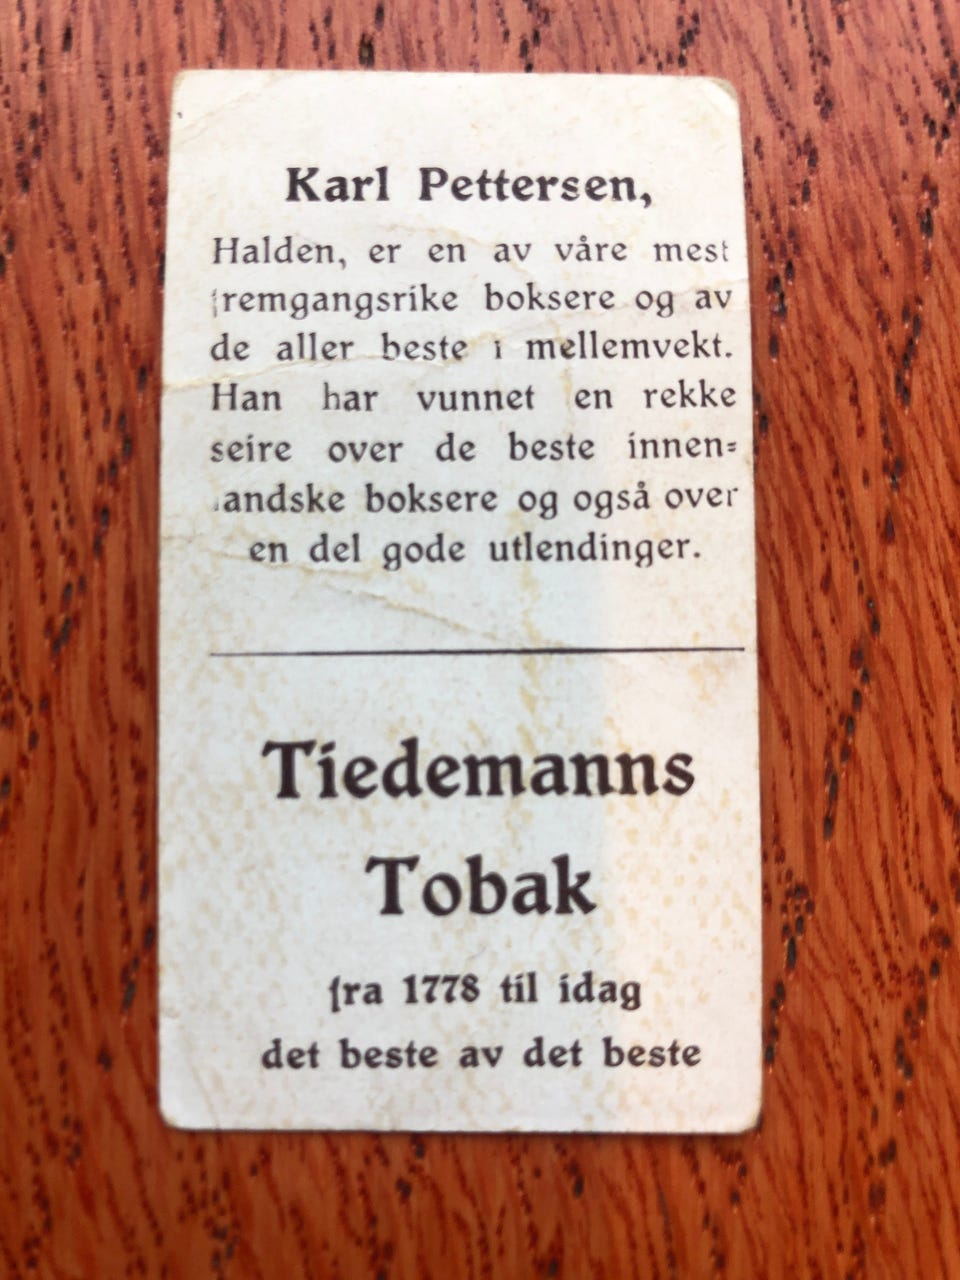 Karl Pettersen,
Halden, er en av våre mest
fremgangsrike boksere og av
de aller beste i mellemvekt.
Han har vunnet en rekke
seire over de beste innen=
landske boksere og også over
en del gode utlendinger.
Tiedemanns
Tobak
fra 1778 til idag
det beste av det beste